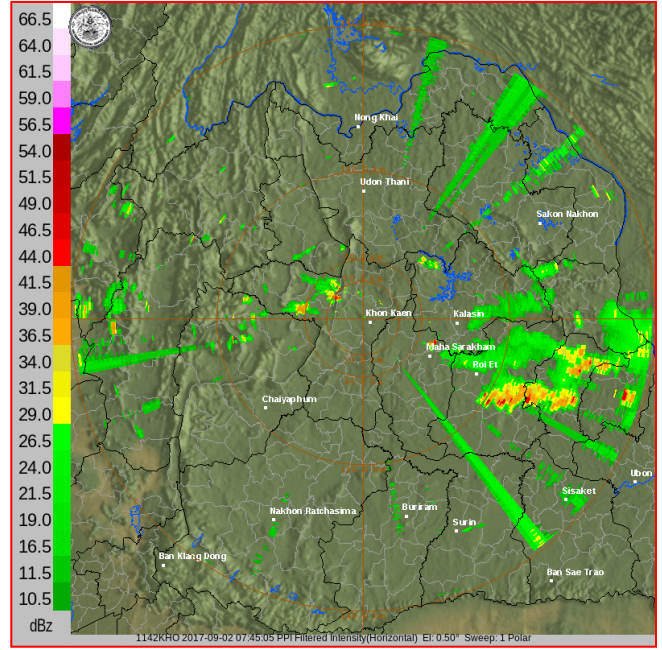 66.5
64.0
61.5
59.0
56.5
54.0
51.5
49.0
46.5
44.0
41.5
39.0
36.5
34.0
31.5
29.0
26.5
24.0
21.5
19.0
16.5
11.5
10.5
dBz
Nong Khai
Udon Thani
Sakon Nakhon
Khon Kaen
Kalasin
Maha Sarakham
Roi Et
Chaiyaphum
Ubon
Sisaket
Nakhon Ratchasima
Buriram
Surin
Ban Klang Dong
Ban Sae Trao
1142KHO 2017-09-02 07:45:05 PPI Filtered Intensity(Horizontal) El: 0.50° Sweep: 1 Polar